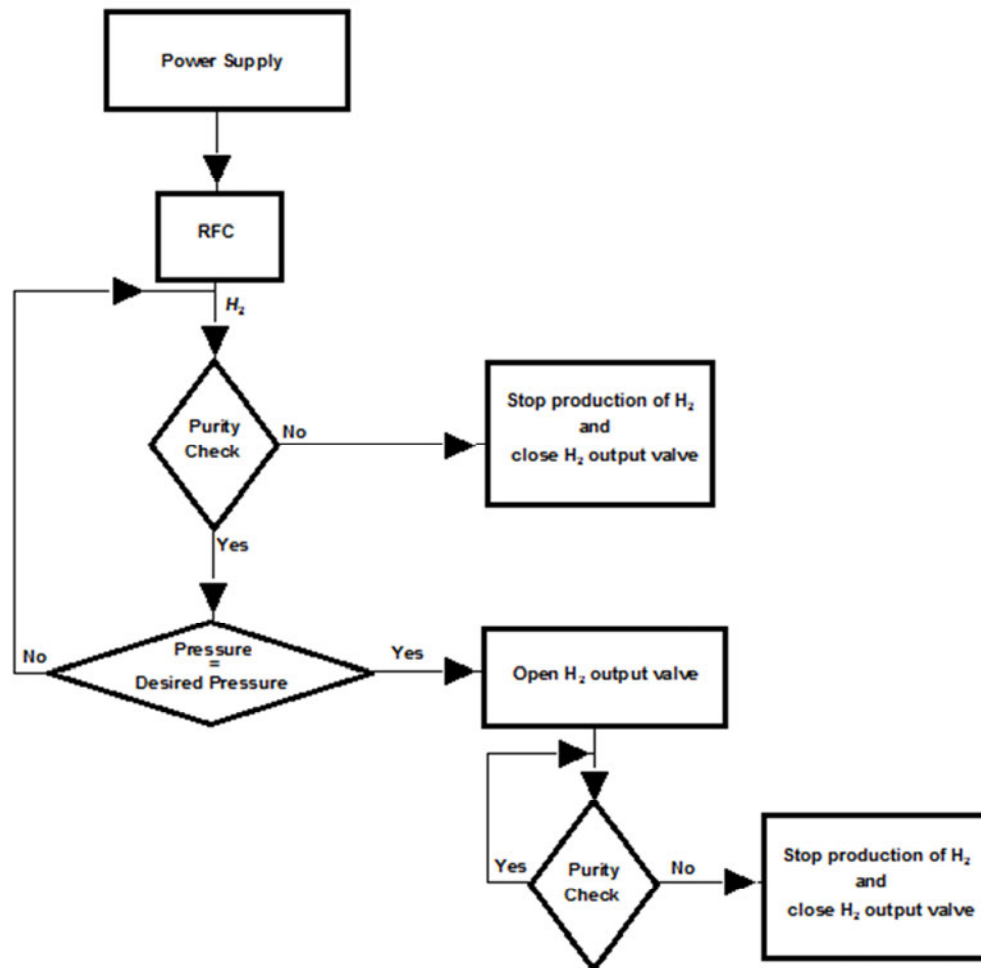 Power Supply
RFC
H₂
Purity
Check
No
Stop production of H₂
and
close H₂ output valve
Yes
No
Pressure
=
Desired Pressure
Yes
Open H₂ output valve
Yes
Purity
Check
No
Stop production of H₂
and
close H₂ output valve